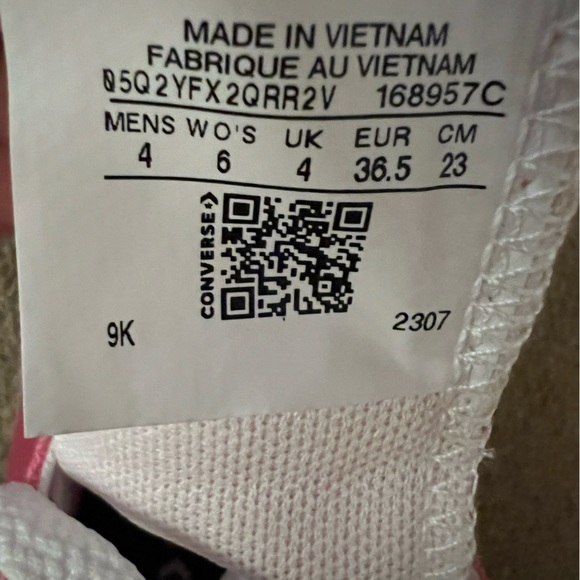 MADE IN VIETNAM
FABRIQUE AU VIETNAM
05Q2YFX2QRR2V 168957C
MENS WO'S UK EUR CM
4 6 4 36.5 23
CONVERSE
9K 2307